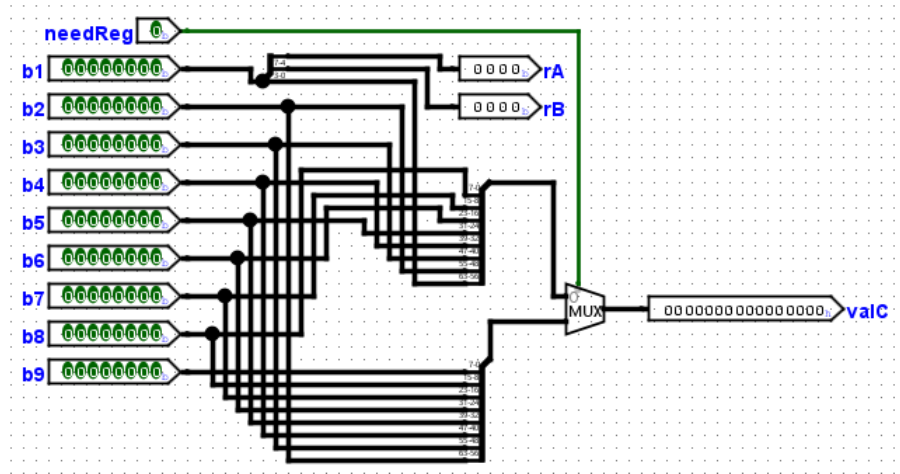 needReg 0
b1 00000000 7-4 3-0 0000 rA
b2 00000000 0000 rB
b3 00000000
b4 00000000 7-0
b5 00000000 15-8 23-16 31-24
b6 00000000 39-32 47-40 55-48
b7 00000000 63-56 0
b8 00000000 MUX 0000000000000000 valC
b9 00000000 7-0
15-8
23-16
31-24
39-32
47-40
55-48
63-56